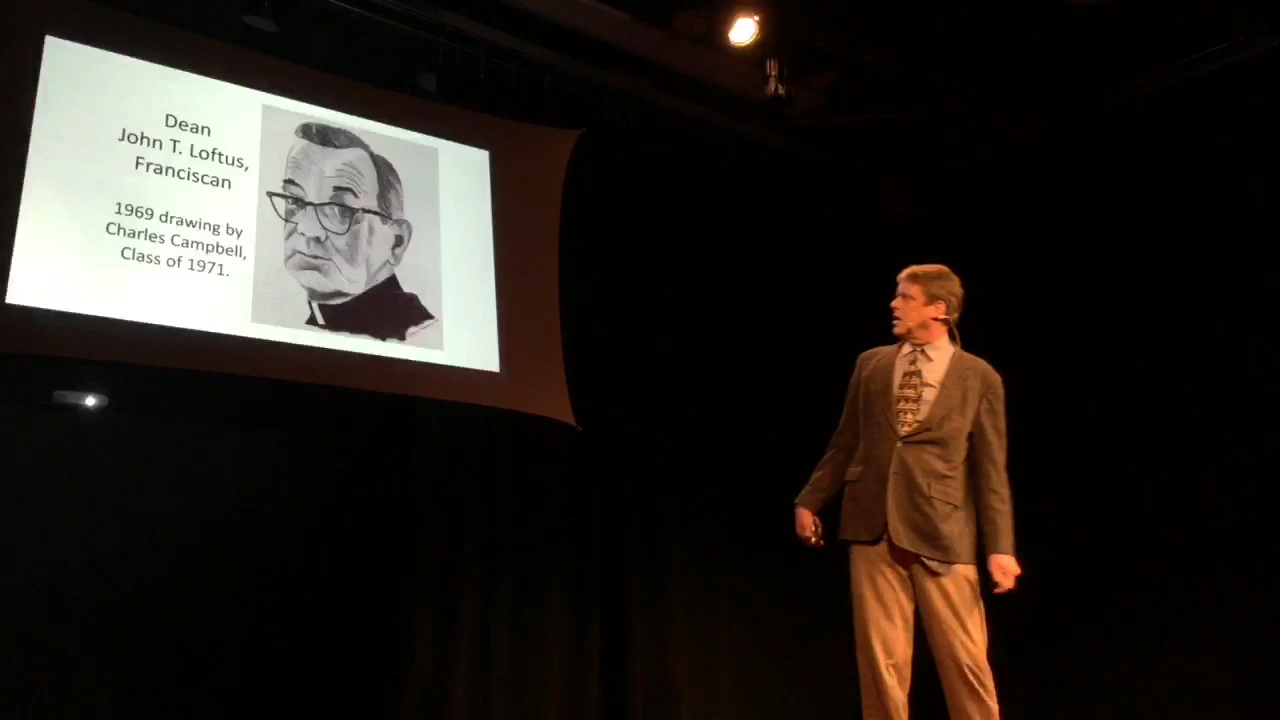 Dean
John T. Loftus,
Franciscan
1969 drawing by
Charles Campbell,
Class of 1971.